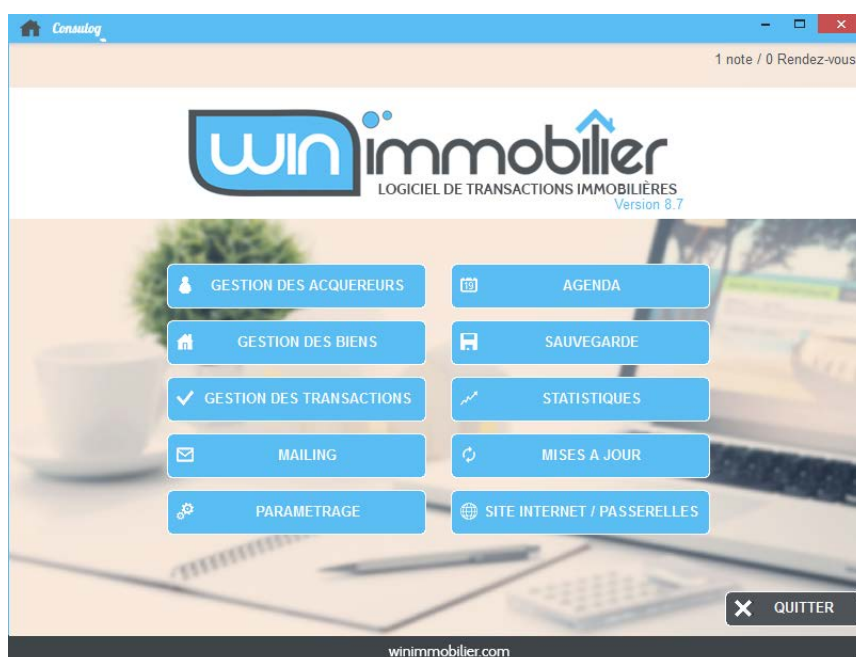 Consulog
1 note / 0 Rendez-vous
win immobilier
LOGICIEL DE TRANSACTIONS IMMOBILIÈRES
Version 8.7
GESTION DES ACQUEREURS
AGENDA
GESTION DES BIENS
SAUVEGARDE
GESTION DES TRANSACTIONS
STATISTIQUES
MAILING
MISES A JOUR
PARAMETRAGE
SITE INTERNET / PASSERELLES
QUITTER
winimmobilier.com